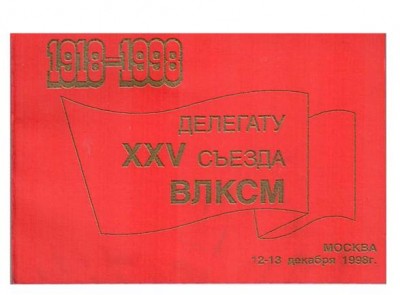 1918-1998
ДЕЛЕГАТУ
XXV СЪЕЗДА
ВЛКСМ
МОСКВА
12-13 декабря 1998г.